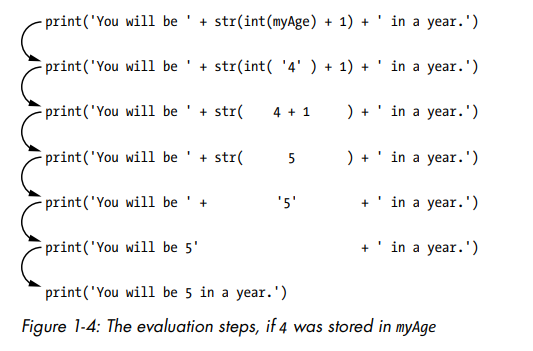 print('You will be ' + str(int(myAge) + 1) + ' in a year.')
print('You will be ' + str(int( '4' ) + 1) + ' in a year.')
print('You will be ' + str( 4 + 1 ) + ' in a year.')
print('You will be ' + str( 5 ) + ' in a year.')
print('You will be ' + '5' + ' in a year.')
print('You will be 5' + ' in a year.')
print('You will be 5 in a year.')
Figure 1-4: The evaluation steps, if 4 was stored in myAge